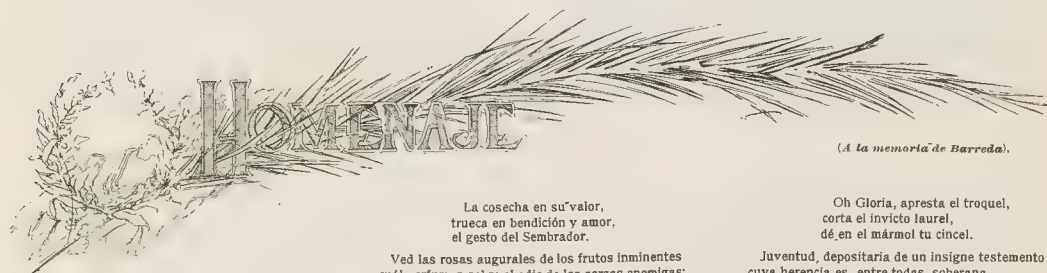 HOMENAJE
(A la memoria de Barreda).
La cosecha en su valor,
trueca en bendición y amor,
el gesto del Sembrador.
Ved las rosas augurales de los frutos inminentes
Oh Gloria, apresta el troquel,
corta el invicto laurel,
dé en el mármol tu cincel.
Juventud, depositaria de un insigne testemento